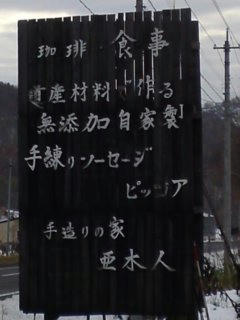 珈琲 食事
道産材料で作る
無添加自家製
手練りソーセージ
ピッツア
手造りの家
亜木人